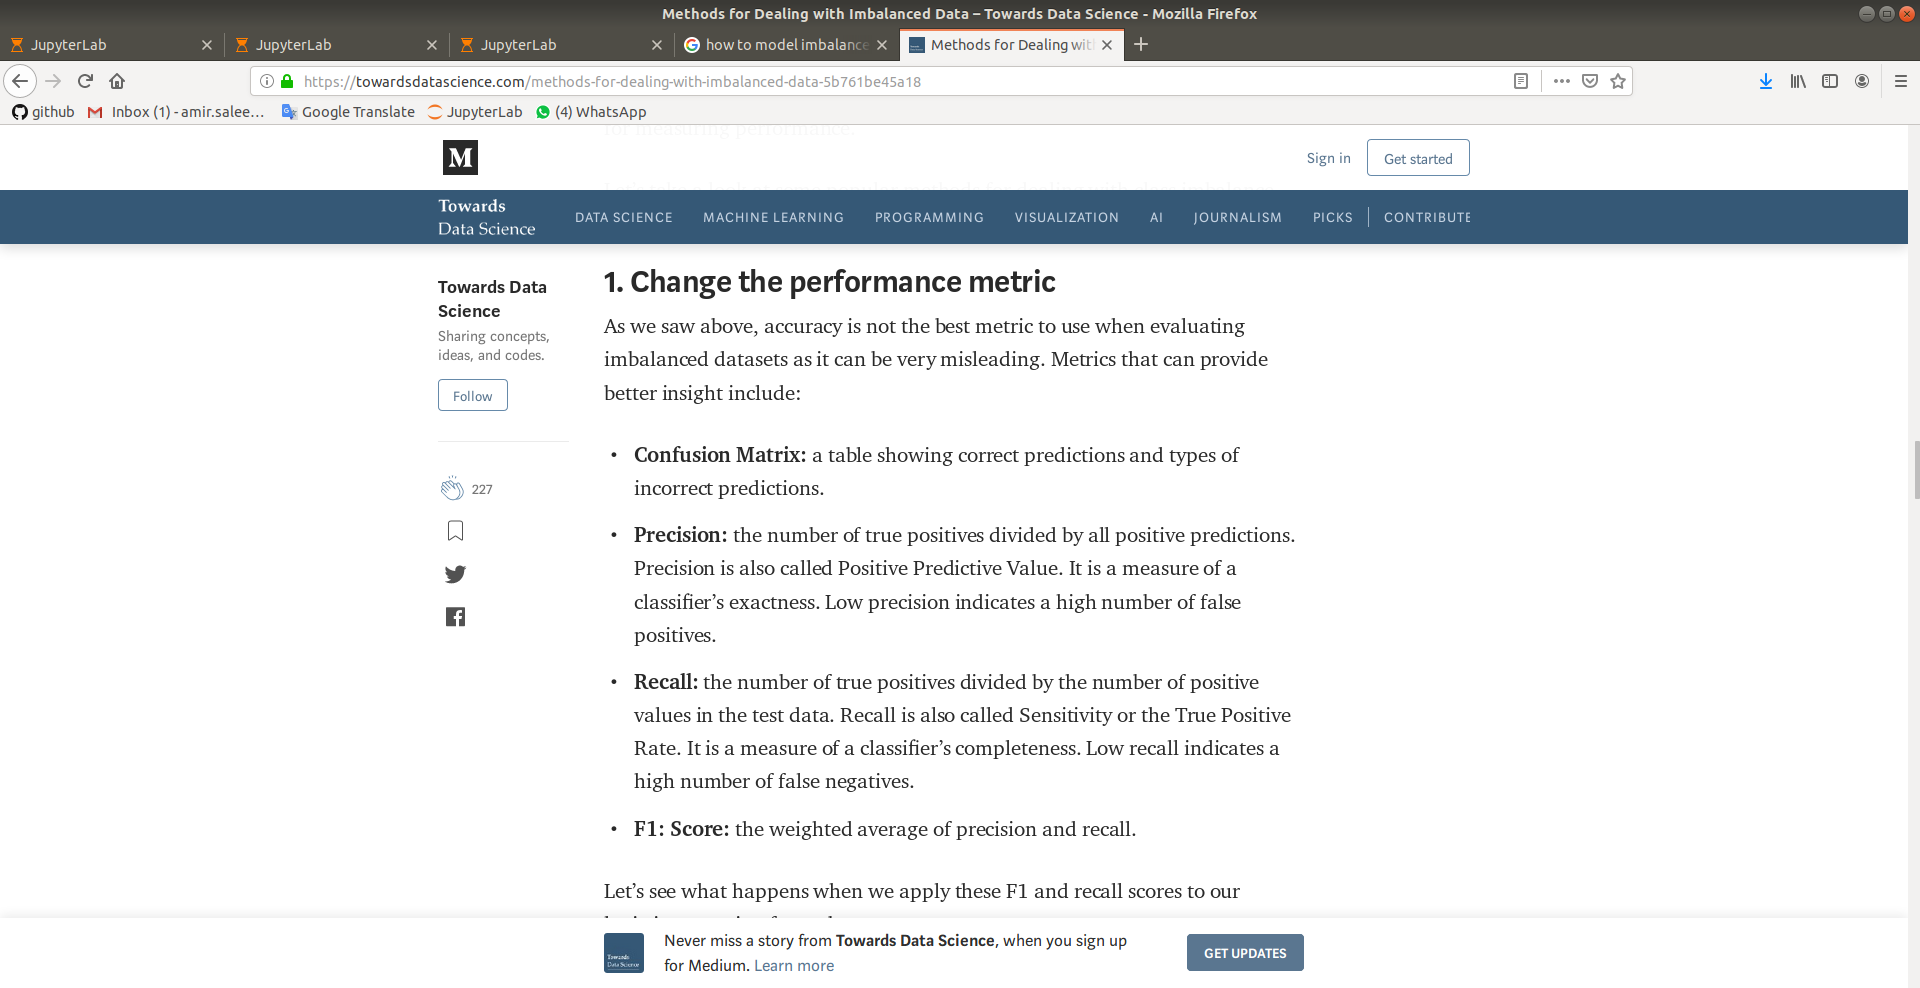 Methods for Dealing with Imbalanced Data – Towards Data Science - Mozilla Firefox
JupyterLab
JupyterLab
JupyterLab
how to model imbalance
Methods for Dealing wit
https://towardsdatascience.com/methods-for-dealing-with-imbalanced-data-5b761be45a18
github
Inbox (1) - amir.salee...
Google Translate
JupyterLab
(4) WhatsApp
for measuring performance.
M
Sign in
Get started
Towards
Data Science
DATA SCIENCE
MACHINE LEARNING
PROGRAMMING
VISUALIZATION
AI
JOURNALISM
PICKS
CONTRIBUTE
Towards Data
Science
Sharing concepts,
ideas, and codes.
Follow
227
1. Change the performance metric
As we saw above, accuracy is not the best metric to use when evaluating
imbalanced datasets as it can be very misleading. Metrics that can provide
better insight include:
• Confusion Matrix: a table showing correct predictions and types of
incorrect predictions.
• Precision: the number of true positives divided by all positive predictions.
Precision is also called Positive Predictive Value. It is a measure of a
classifier’s exactness. Low precision indicates a high number of false
positives.
• Recall: the number of true positives divided by the number of positive
values in the test data. Recall is also called Sensitivity or the True Positive
Rate. It is a measure of a classifier’s completeness. Low recall indicates a
high number of false negatives.
• F1: Score: the weighted average of precision and recall.
Let’s see what happens when we apply these F1 and recall scores to our
Towards
Data Science
Never miss a story from Towards Data Science, when you sign up
for Medium. Learn more
GET UPDATES